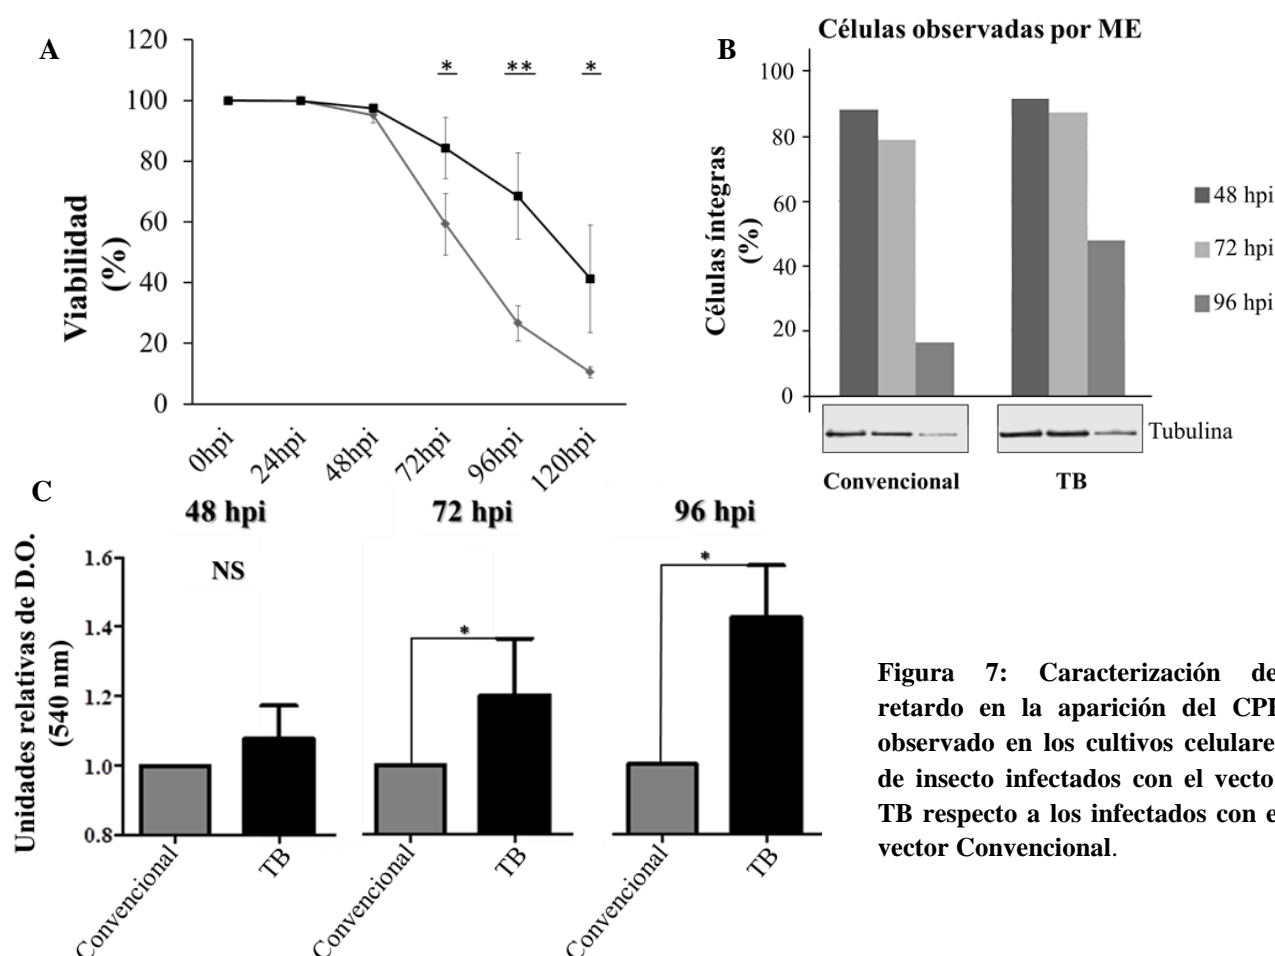 A
120
100
80
60
40
20
0
Viabilidad
(%)
*
**
*
0hpi
24hpi
48hpi
72hpi
96hpi
120hpi
B
Células observadas por ME
100
80
60
40
20
0
Células íntegras
(%)
48 hpi
72 hpi
96 hpi
Tubulina
Convencional
TB
C
Unidades relativas de D.O.
(540 nm)
1.6
1.4
1.2
1.0
0.8
48 hpi
NS
Convencional
TB
72 hpi
*
Convencional
TB
96 hpi
*
Convencional
TB
Figura 7: Caracterización de
retardo en la aparición del CPE
observado en los cultivos celulare
de insecto infectados con el vector
TB respecto a los infectados con e
vector Convencional.